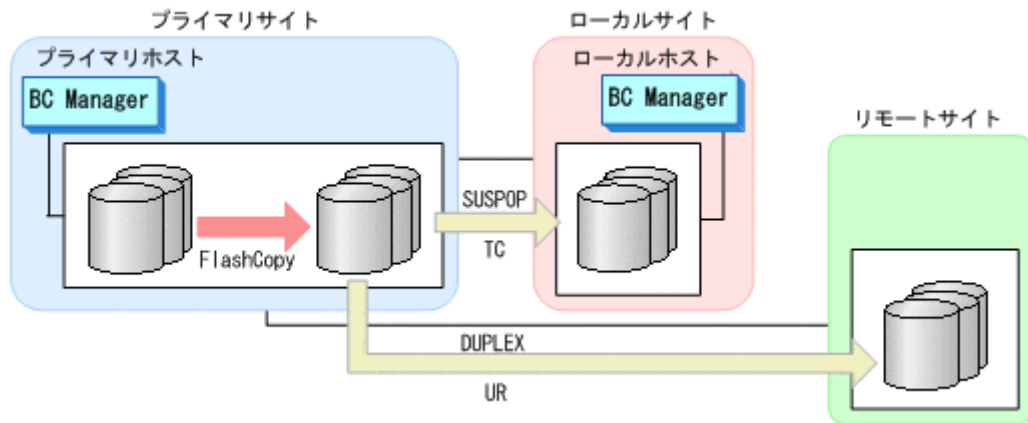 プライマリサイト
ローカルサイト
プライマリホスト
ローカルホスト
BC Manager
BC Manager
リモートサイト
SUSPOP
FlashCopy
TC
DUPLEX
UR